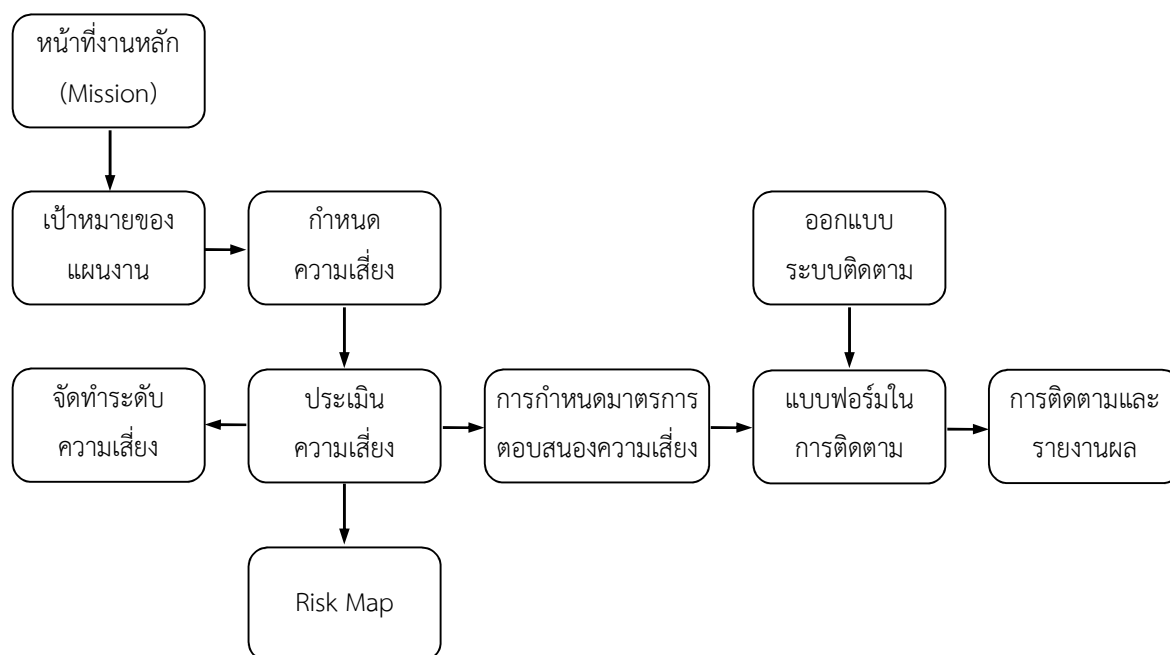 หน้าที่งานหลัก
(Mission)
เป้าหมายของ
แผนงาน
กำหนด
ความเสี่ยง
ออกแบบ
ระบบติดตาม
จัดทำระดับ
ความเสี่ยง
ประเมิน
ความเสี่ยง
การกำหนดมาตรการ
ตอบสนองความเสี่ยง
แบบฟอร์มใน
การติดตาม
การติดตามและ
รายงานผล
Risk Map